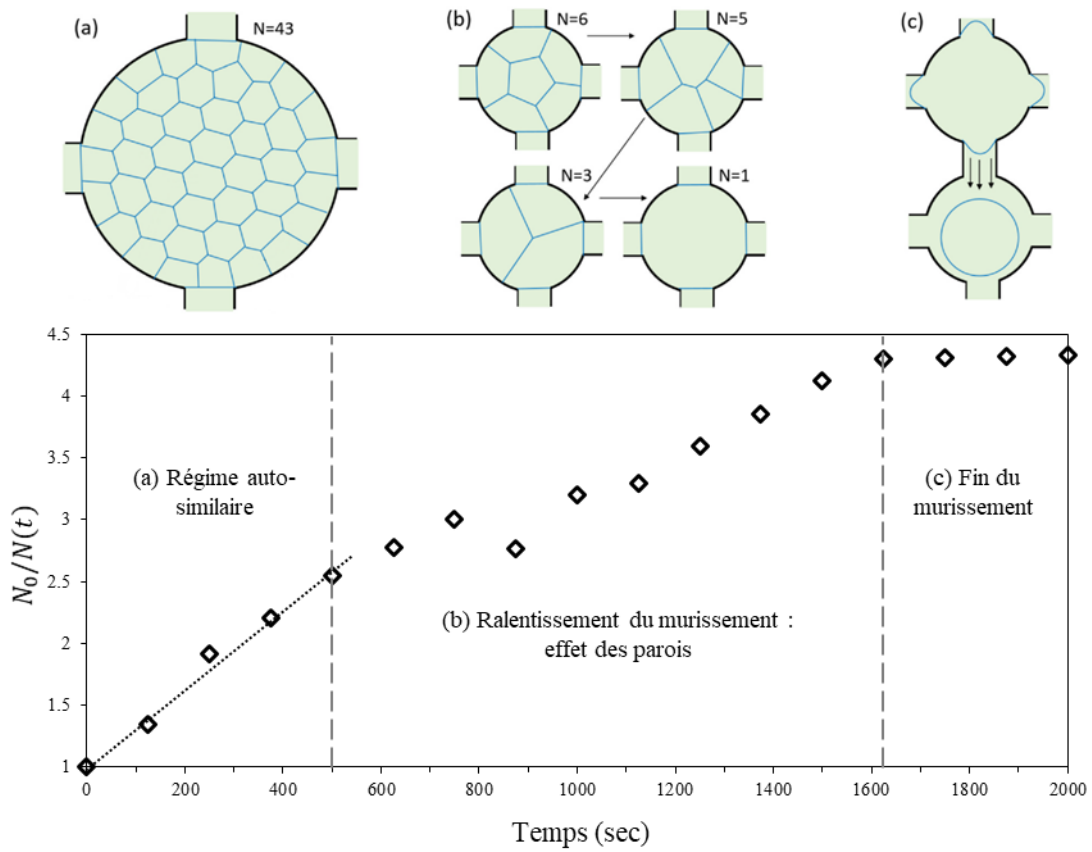 (a)
N=43
(b)
N=6
N=5
N=3
N=1
(c)
4.5
4
3.5
3
2.5
2
1.5
1
N₀/N(t)
(a) Régime auto-
similaire
(b) Ralentissement du murissement :
effet des parois
(c) Fin du
murissement
0 200 400 600 800 1000 1200 1400 1600 1800 2000
Temps (sec)